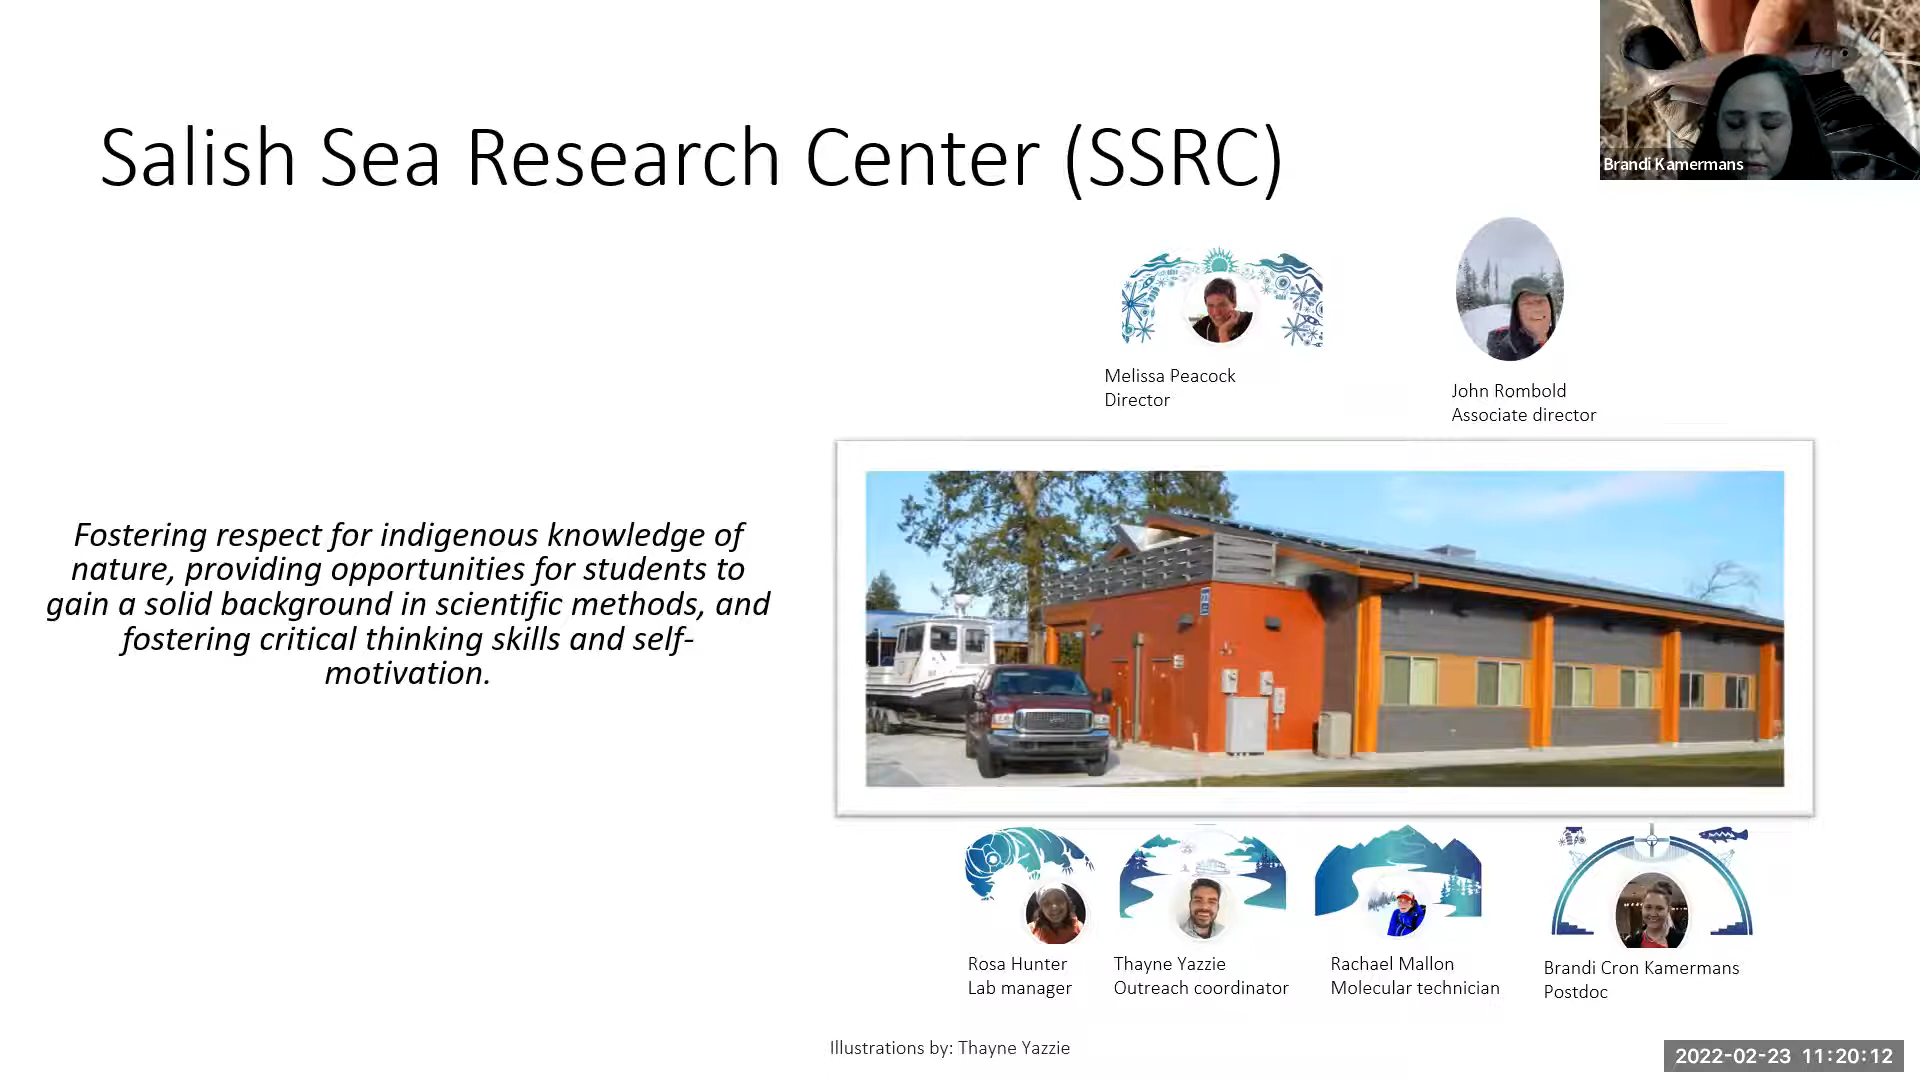 Salish Sea Research Center (SSRC)
Brandi Kamermans
Melissa Peacock
Director
John Rombold
Associate director
Fostering respect for indigenous knowledge of
nature, providing opportunities for students to
gain a solid background in scientific methods, and
fostering critical thinking skills and self-
motivation.
Rosa Hunter
Lab manager
Thayne Yazzie
Outreach coordinator
Rachael Mallon
Molecular technician
Brandi Cron Kamermans
Postdoc
Illustrations by: Thayne Yazzie
2022-02-23 11:20:12